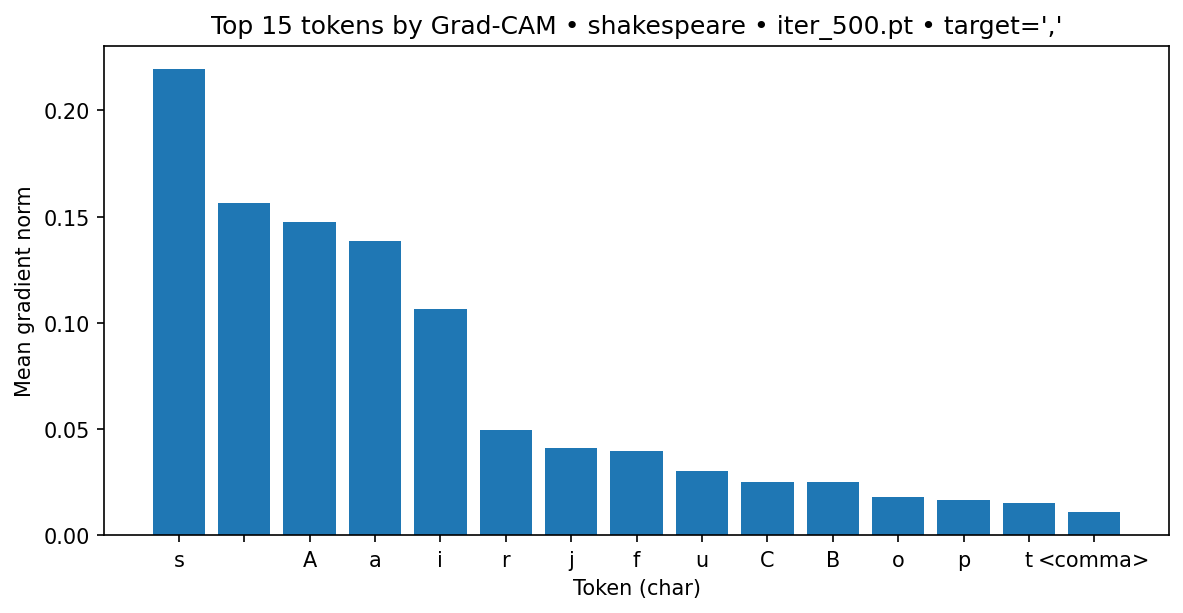 Top 15 tokens by Grad-CAM • shakespeare • iter_500.pt • target=','
Mean gradient norm
0.20
0.15
0.10
0.05
0.00
s A a i r j f u C B o p t <comma>
Token (char)